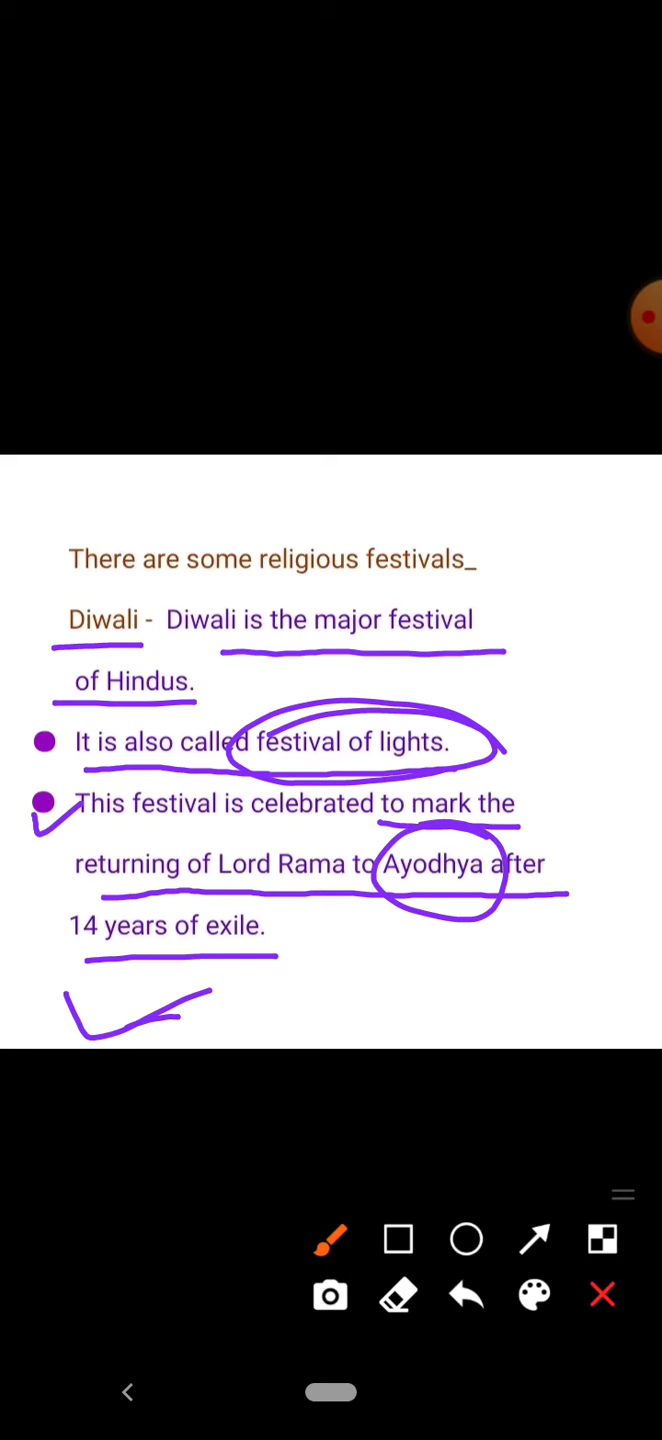 There are some religious festivals_
Diwali - Diwali is the major festival
of Hindus.
It is also called festival of lights.
This festival is celebrated to mark the
returning of Lord Rama to Ayodhya after
14 years of exile.